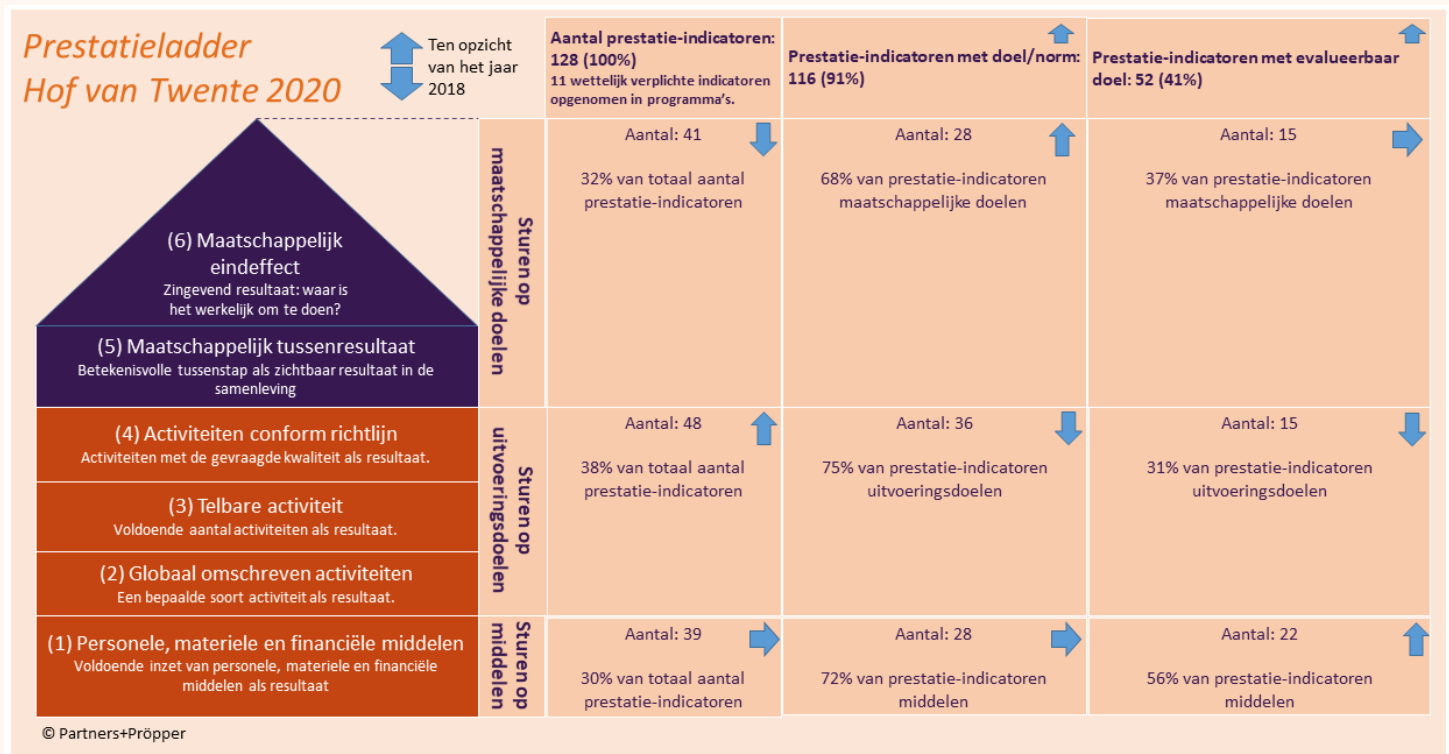 Prestatieladder
Hof van Twente 2020
Ten opzicht
van het jaar
2018
Aantal prestatie-indicatoren:
128 (100%)
11 wettelijk verplichte indicatoren
opgenomen in programma's.
Prestatie-indicatoren met doel/norm:
116 (91%)
Prestatie-indicatoren met evalueerbaar
doel: 52 (41%)
(6) Maatschappelijk
eindeffect
Zingevend resultaat: waar is
het werkelijk om te doen?
(5) Maatschappelijk tussenresultaat
Betekenisvolle tussenstap als zichtbaar resultaat in de
samenleving
Sturen op
maatschappelijke doelen
Aantal: 41
32% van totaal aantal
prestatie-indicatoren
Aantal: 28
68% van prestatie-indicatoren
maatschappelijke doelen
Aantal: 15
37% van prestatie-indicatoren
maatschappelijke doelen
(4) Activiteiten conform richtlijn
Activiteiten met de gevraagde kwaliteit als resultaat.
(3) Telbare activiteit
Voldoende aantal activiteiten als resultaat.
(2) Globaal omschreven activiteiten
Een bepaalde soort activiteit als resultaat.
Sturen op
uitvoeringsdoelen
Aantal: 48
38% van totaal aantal
prestatie-indicatoren
Aantal: 36
75% van prestatie-indicatoren
uitvoeringsdoelen
Aantal: 15
31% van prestatie-indicatoren
uitvoeringsdoelen
(1) Personele, materiele en financiële middelen
Voldoende inzet van personele, materiele en financiële
middelen als resultaat
Sturen op
middelen
Aantal: 39
30% van totaal aantal
prestatie-indicatoren
Aantal: 28
72% van prestatie-indicatoren
middelen
Aantal: 22
56% van prestatie-indicatoren
middelen
© Partners+Pröpper